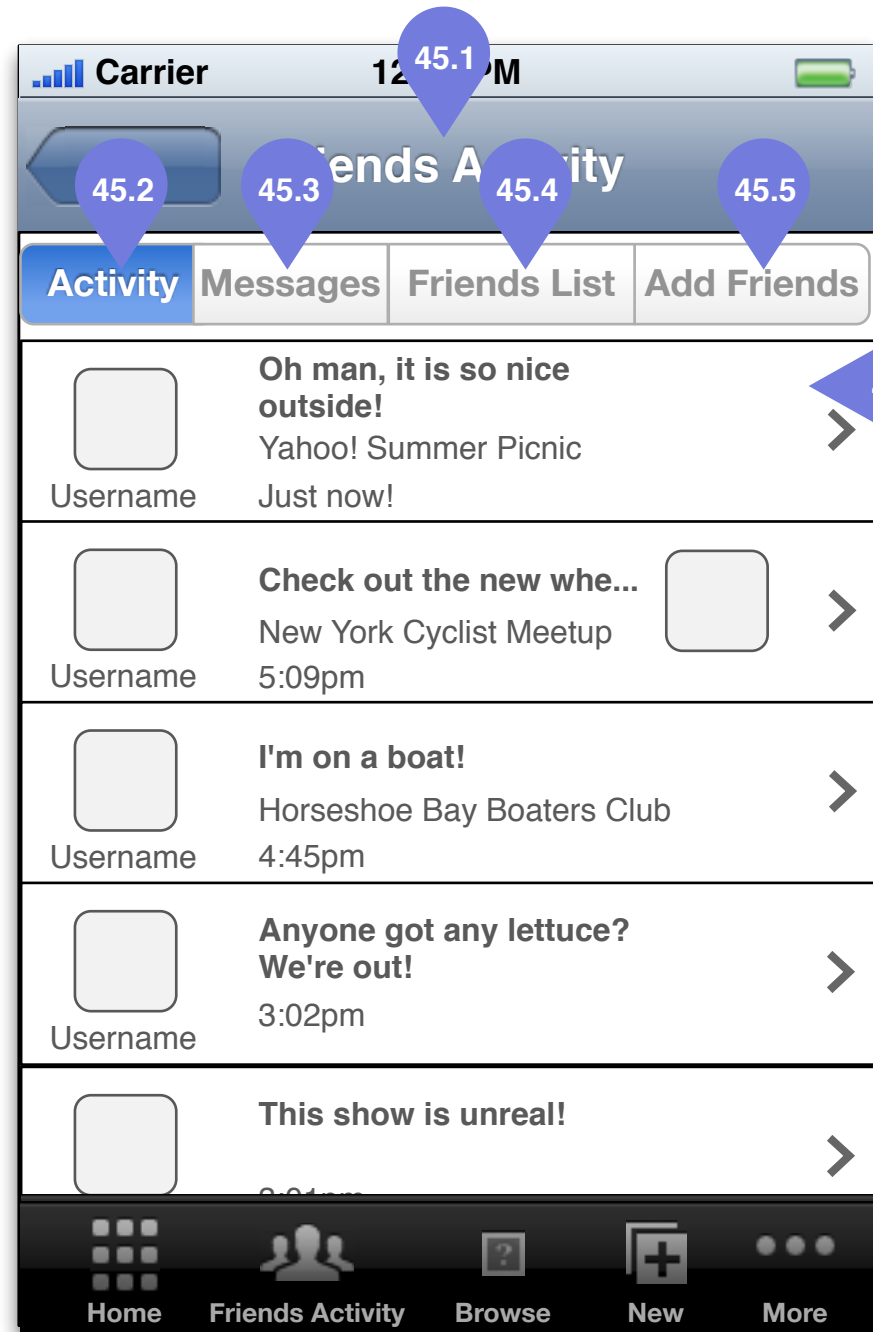 45.1
Carrier
45.2
45.3
45.4
45.5
Activity
Messages
Friends List
Add Friends
Oh man, it is so nice
outside!
Yahoo! Summer Picnic
Username
Just now!
Check out the new whe...
New York Cyclist Meetup
Username
5:09pm
I'm on a boat!
Horseshoe Bay Boaters Club
Username
4:45pm
Anyone got any lettuce?
We're out!
3:02pm
Username
This show is unreal!
Home
Friends Activity
Browse
New
More